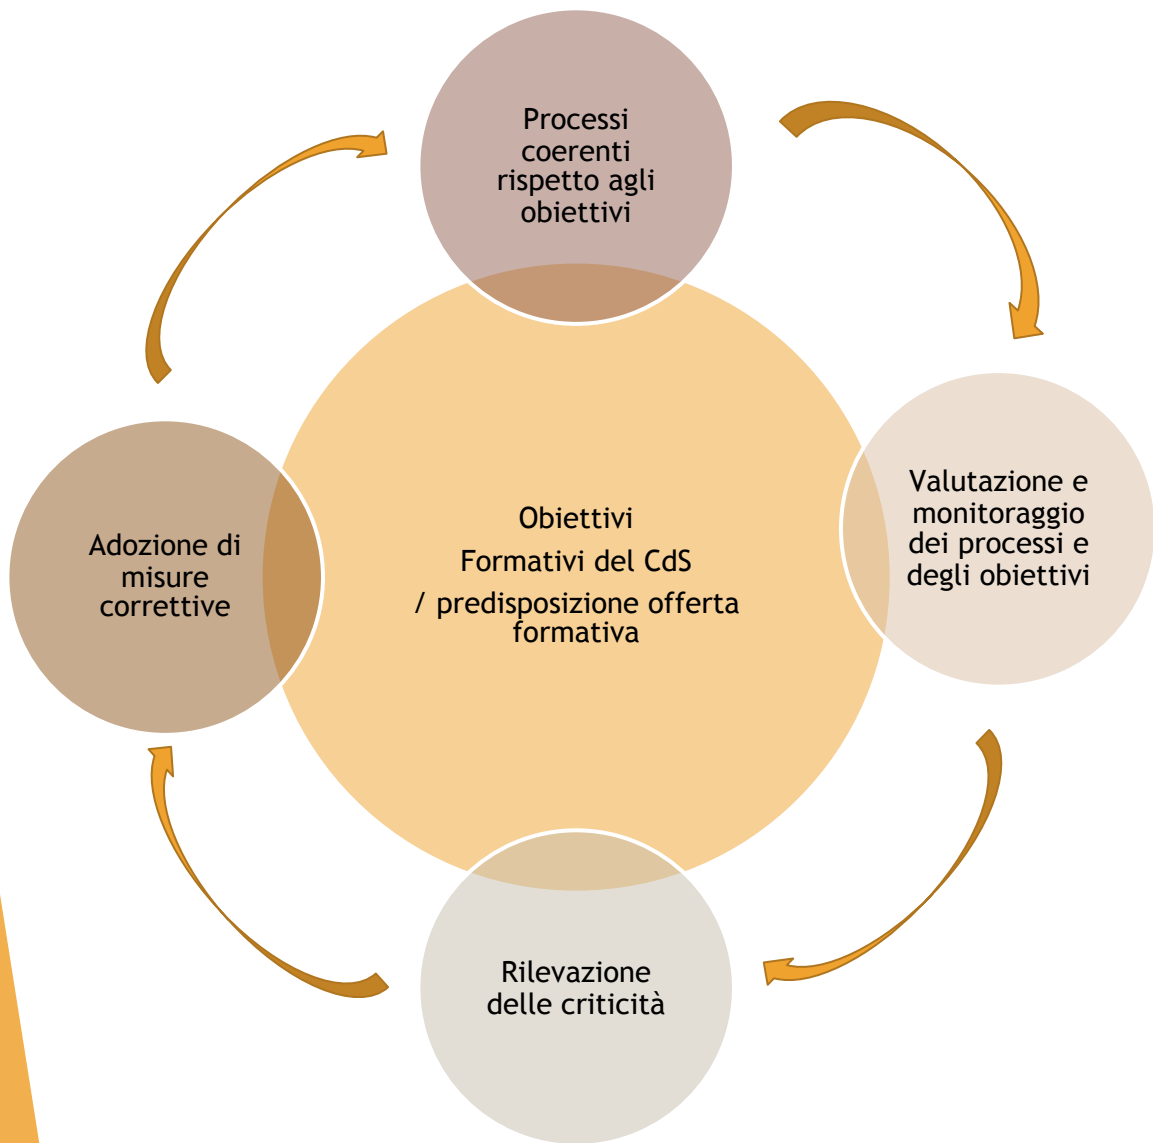 Processi
coerenti
rispetto agli
obiettivi
Valutazione e
monitoraggio
dei processi e
degli obiettivi
Obiettivi
Formativi del CdS
/ predisposizione offerta
formativa
Adozione di
misure
correttive
Rilevazione
delle criticità